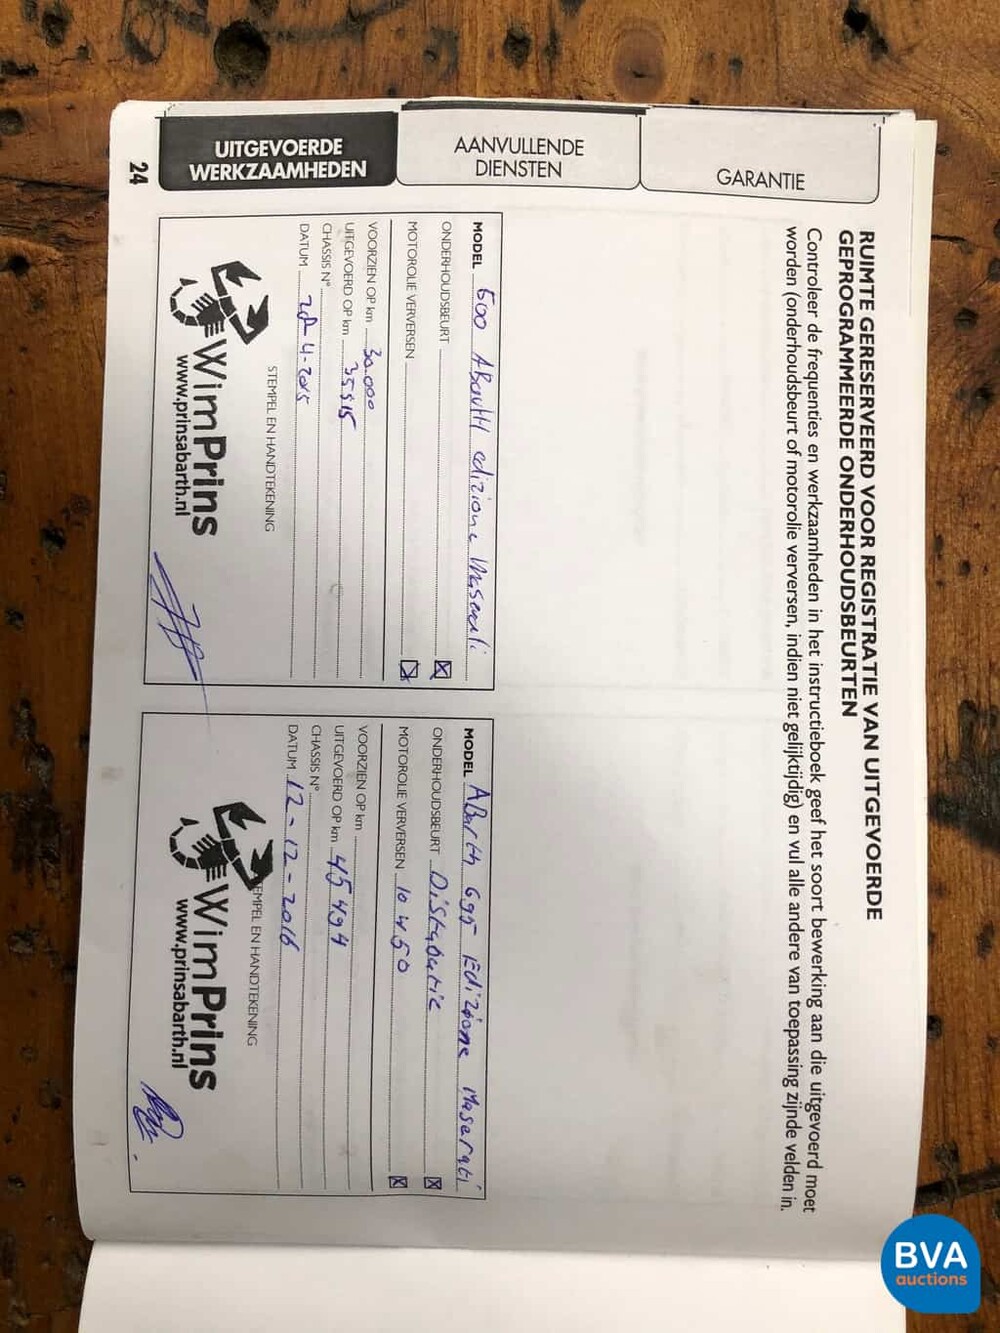 24
UITGEVOERDE
WERKZAAMHEDEN
AANVULLENDE
DIENSTEN
GARANTIE
RUIMTE GERESERVEERD VOOR REGISTRATIE VAN UITGEVOERDE
GEPROGRAMMEERDE ONDERHOUDSBEURTEN
Controleer de frequenties en werkzaamheden in het instructieboek geef het soort bewerking aan die uitgevoerd moet
worden (onderhoudsbeurt of motorolie verversen, indien niet gelijktijdig) en vul alle andere van toepassing zijnde velden in.
MODEL 500 Abarth edizione Maserati
ONDERHOUDSBEURT
MOTOROLIE VERVERSEN
VOORZIEN OP km 30.000
UITGEVOERD OP km 35515
CHASSIS N°
DATUM 4-2015
STEMPEL EN HANDTEKENING
WimPrins
www.prinsabarth.nl
MODEL Abarth 695 Edizione Maserati
ONDERHOUDSBEURT Distributie
MOTOROLIE VERVERSEN 10W50
VOORZIEN OP km
UITGEVOERD OP km 45494
CHASSIS N°
DATUM 12-12-2016
EMPEL EN HANDTEKENING
WimPrins
www.prinsabarth.nl
BVA
auctions